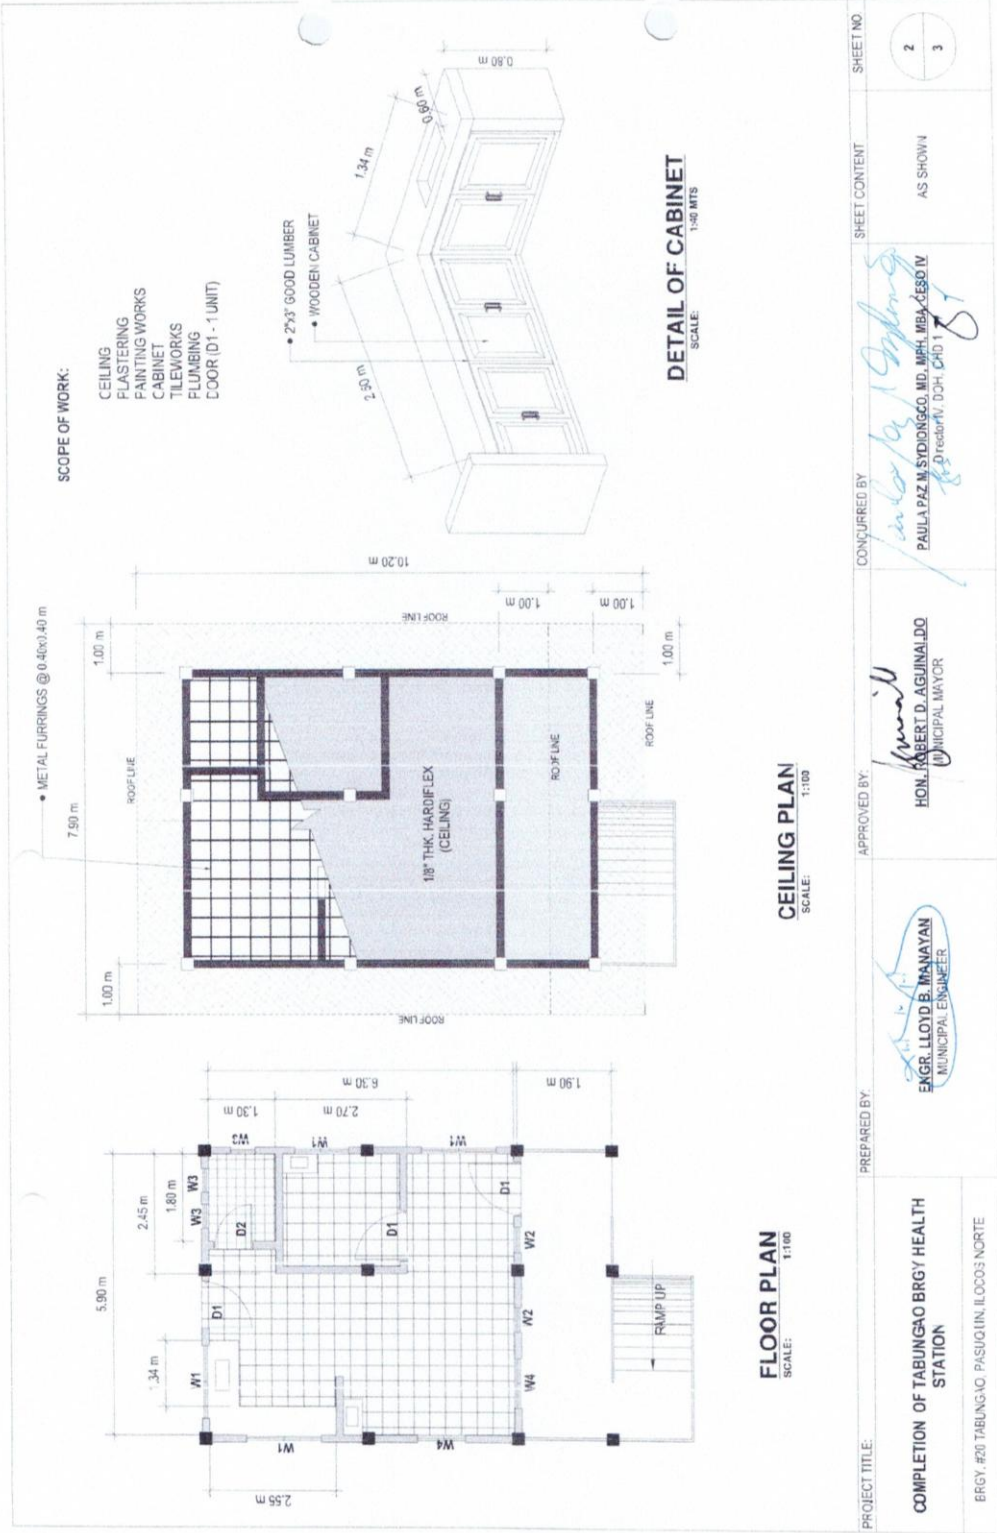 FLOOR PLAN
SCALE: 1:100
5.90 m
2.45 m
1.34 m
1.80 m
W1
D1
W3
W3
D2
W3
W1
W1
1.30 m
2.70 m
6.30 m
1.90 m
2.55 m
W1
W4
D1
D1
W4
W2
W2
RAMP UP
CEILING PLAN
SCALE: 1:100
• METAL FURRINGS @ 0.40x0.40 m
7.90 m
1.00 m
1.00 m
ROOF LINE
ROOF LINE
ROOF LINE
1/8" THK. HARDIFLEX
(CEILING)
ROOF LINE
ROOF LINE
10.20 m
1.00 m
1.00 m
1.00 m
SCOPE OF WORK:
CEILING
PLASTERING
PAINTING WORKS
CABINET
TILEWORKS
PLUMBING
DOOR (D1 - 1 UNIT)
• 2"x3" GOOD LUMBER
• WOODEN CABINET
1.34 m
0.60 m
0.80 m
DETAIL OF CABINET
SCALE: 1:40 MTS
PROJECT TITLE:
COMPLETION OF TABUNGAO BRGY HEALTH
STATION
BRGY. #20 TABUNGAO, PASUQUIN, ILOCOS NORTE
PREPARED BY:
ENGR. LLOYD B. MANAYAN
MUNICIPAL ENGINEER
APPROVED BY:
HON. ROBERT D. AGUINALDO
MUNICIPAL MAYOR
CONCURRED BY
PAULA PAZ M. SYDIONGCO, MD, MPH, MBA, CESO IV
Director IV, DOH, CHD 1
SHEET CONTENT
AS SHOWN
SHEET NO
2
3